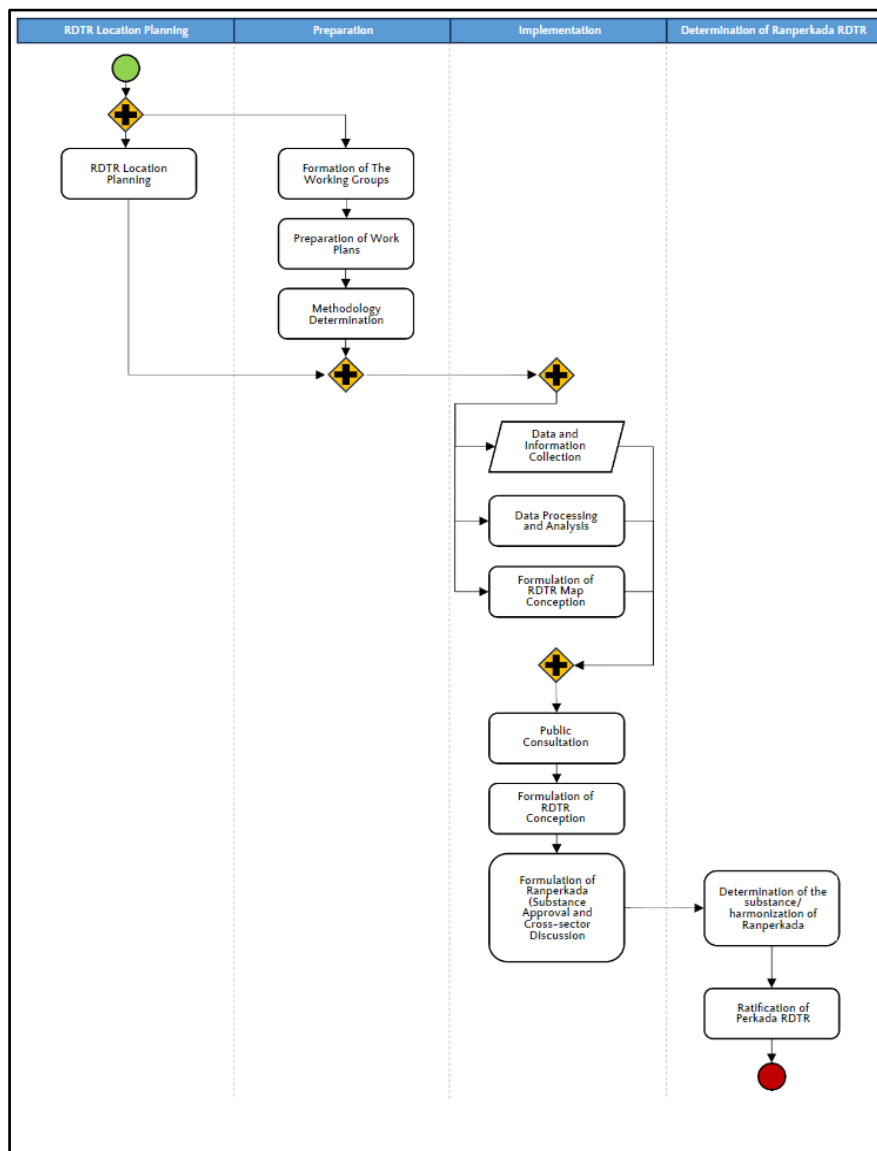 RDTR Location Planning
Preparation
Implementation
Determination of Ranperkada RDTR
RDTR Location
Planning
Formation of The
Working Groups
Preparation of Work
Plans
Methodology
Determination
Data and
Information
Collection
Data Processing
and Analysis
Formulation of
RDTR Map
Conception
Public
Consultation
Formulation of
RDTR
Conception
Formulation of
Ranperkada
(Substance
Approval and
Cross-sector
Discussion
Determination of the
substance/
harmonization of
Ranperkada
Ratification of
Perkada RDTR